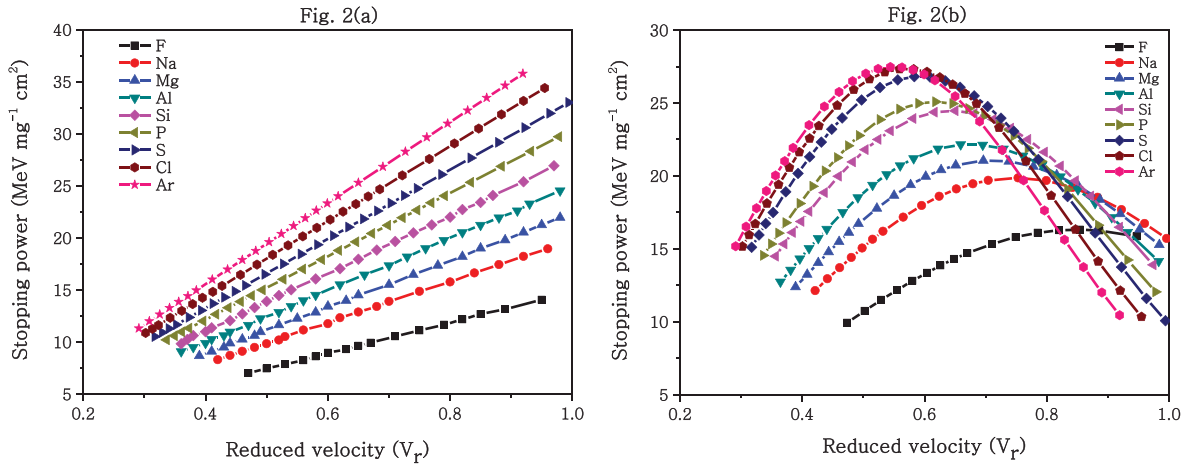 Fig. 2(a)
Stopping power (MeV mg⁻¹ cm²)
40
35
30
25
20
15
10
5
F
Na
Mg
Al
Si
P
S
Cl
Ar
0.2
0.4
0.6
0.8
1.0
Reduced velocity (Vr)
Fig. 2(b)
Stopping power (MeV mg⁻¹ cm²)
30
25
20
15
10
5
F
Na
Mg
Al
Si
P
S
Cl
Ar
0.2
0.4
0.6
0.8
1.0
Reduced velocity (Vr)